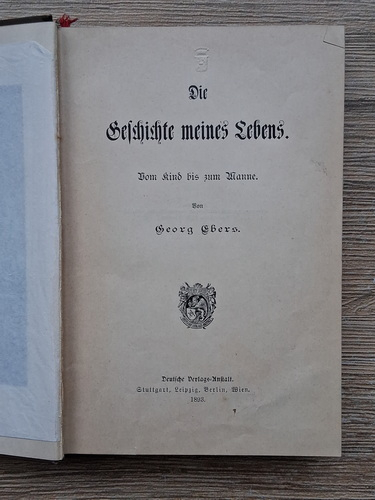 Die
Geschichte meines Lebens.
Vom Kind bis zum Manne.
Von
Georg Ebers.
Deutsche Verlags-Anstalt.
Stuttgart, Leipzig, Berlin, Wien.
1893.